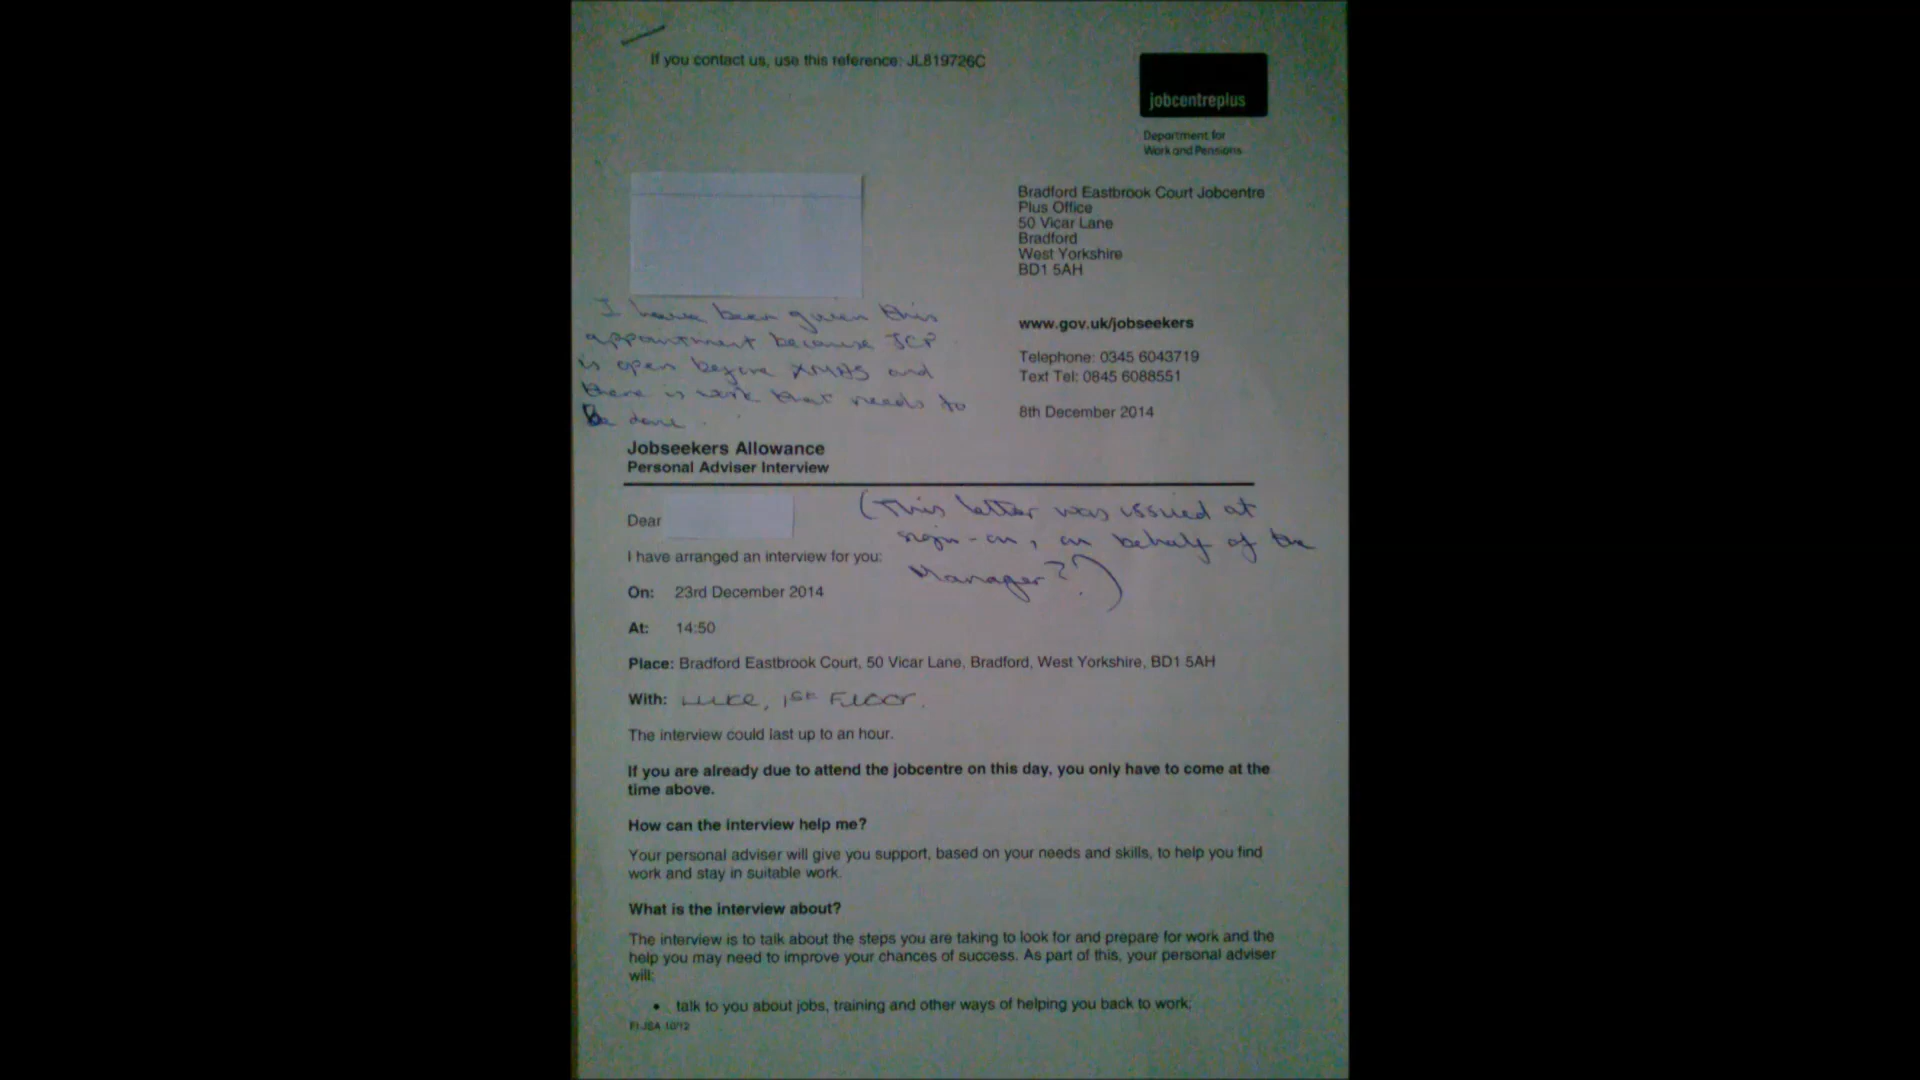 If you contact us, use this reference: JL819726C
jobcentreplus
Department for
Work and Pensions
Bradford Eastbrook Court Jobcentre
Plus Office
50 Vicar Lane
Bradford
West Yorkshire
BD1 5AH
I have been given this
appointment because JCP
is open before XMAS and
there is work that needs to
Be done.
www.gov.uk/jobseekers
Telephone: 0345 6043719
Text Tel: 0845 6088551
8th December 2014
Jobseekers Allowance
Personal Adviser Interview
Dear
(This letter was issued at
sign-on, on behalf of the
Manager?)
I have arranged an interview for you:
On: 23rd December 2014
At: 14:50
Place: Bradford Eastbrook Court, 50 Vicar Lane, Bradford, West Yorkshire, BD1 5AH
With: Luke, 1st Floor.
The interview could last up to an hour.
If you are already due to attend the jobcentre on this day, you only have to come at the
time above.
How can the interview help me?
Your personal adviser will give you support, based on your needs and skills, to help you find
work and stay in suitable work.
What is the interview about?
The interview is to talk about the steps you are taking to look for and prepare for work and the
help you may need to improve your chances of success. As part of this, your personal adviser
will:
• talk to you about jobs, training and other ways of helping you back to work;
FIJSA 10/12